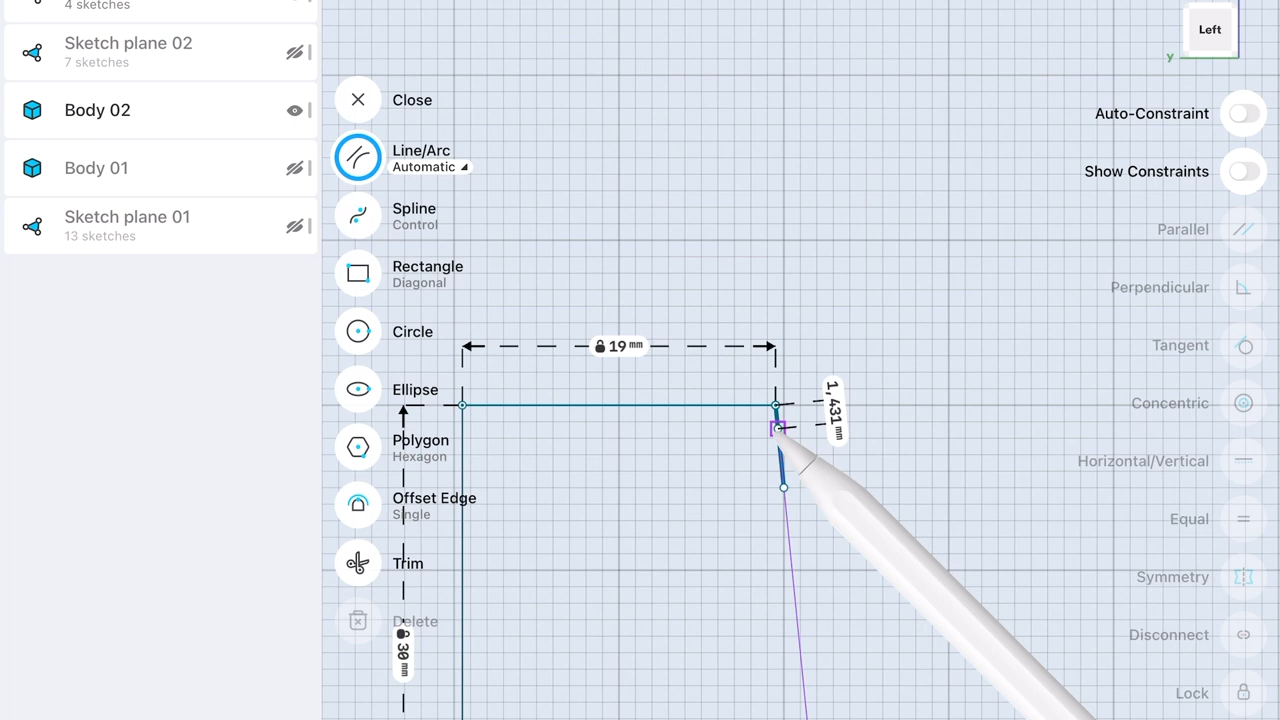 4 sketches
Sketch plane 02
7 sketches
Body 02
Body 01
Sketch plane 01
13 sketches
Close
Line/Arc
Automatic
Spline
Control
Rectangle
Diagonal
Circle
Ellipse
Polygon
Hexagon
Offset Edge
Single
Trim
Delete
19 mm
1,431 mm
30 mm
Left
y
Auto-Constraint
Show Constraints
Parallel
Perpendicular
Tangent
Concentric
Horizontal/Vertical
Equal
Symmetry
Disconnect
Lock